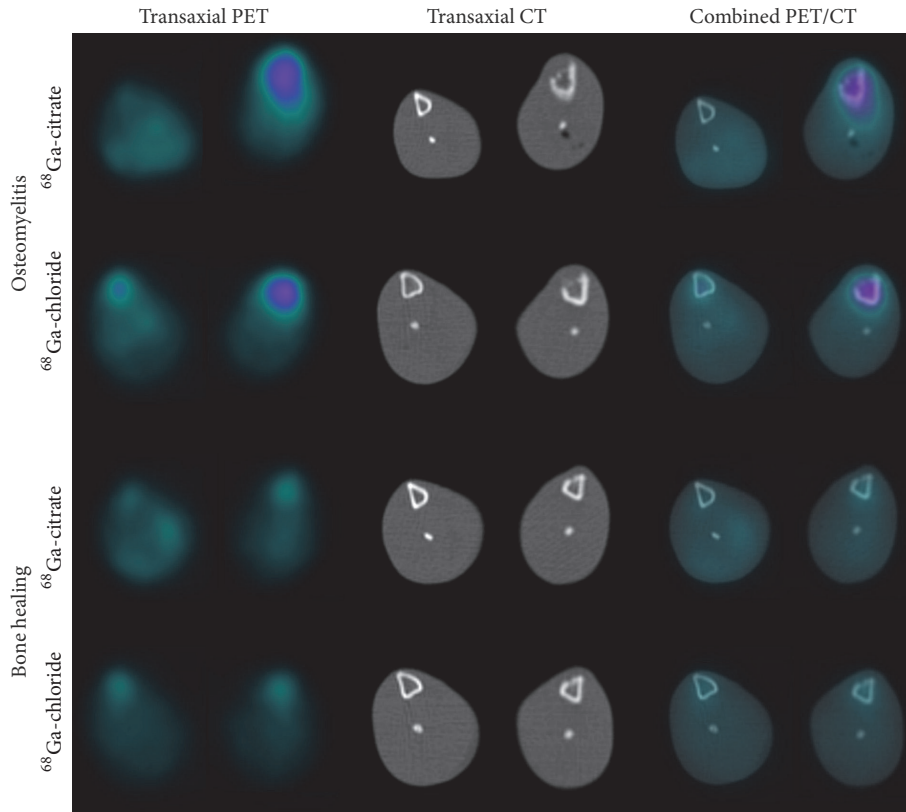 Transaxial PET
Transaxial CT
Combined PET/CT
Osteomyelitis
⁶⁸Ga-citrate
⁶⁸Ga-chloride
Bone healing
⁶⁸Ga-citrate
⁶⁸Ga-chloride